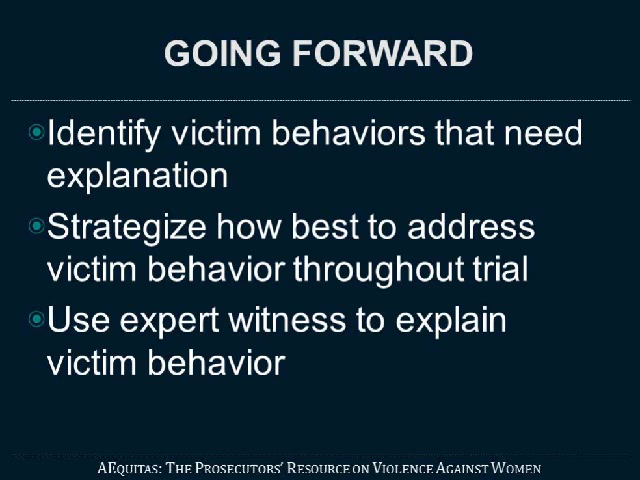 GOING FORWARD
Identify victim behaviors that need
explanation
Strategize how best to address
victim behavior throughout trial
Use expert witness to explain
victim behavior
AEQUITAS: THE PROSECUTORS' RESOURCE ON VIOLENCE AGAINST WOMEN